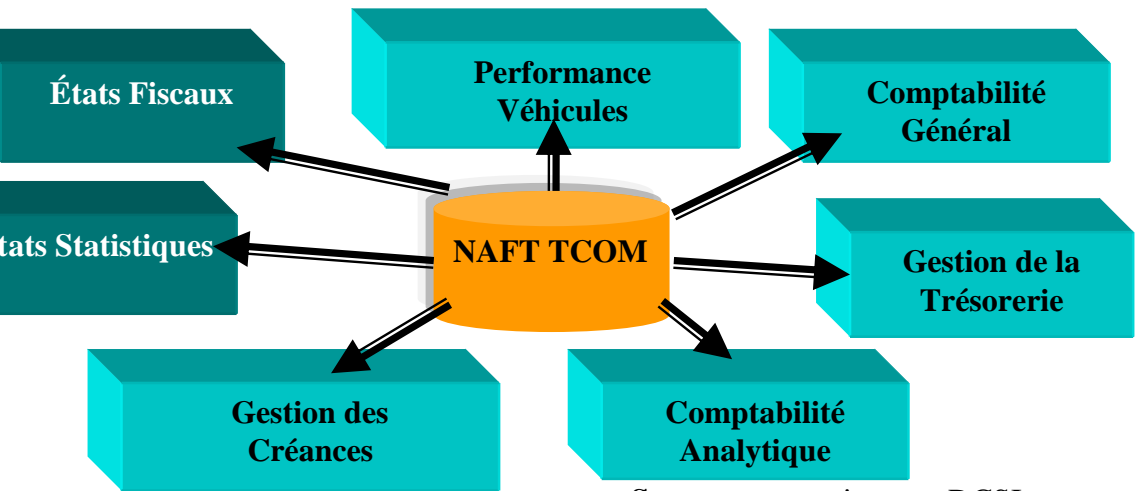 États Fiscaux
Performance
Véhicules
Comptabilité
Général
tats Statistiques
NAFT TCOM
Gestion de la
Trésorerie
Gestion des
Créances
Comptabilité
Analytique